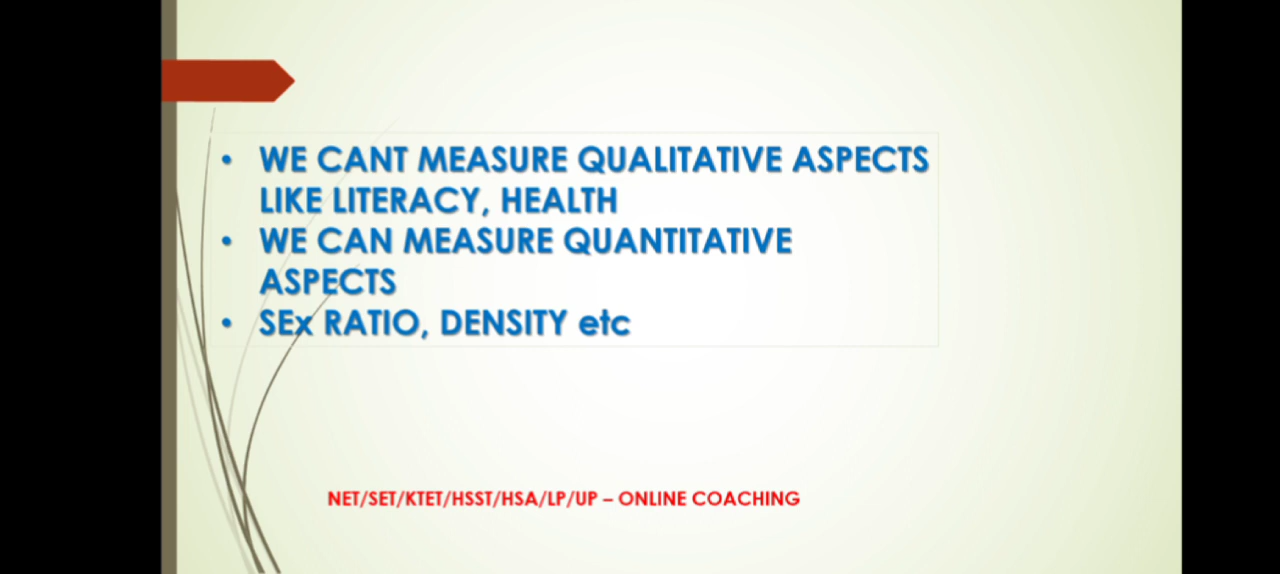 • WE CANT MEASURE QUALITATIVE ASPECTS
LIKE LITERACY, HEALTH
• WE CAN MEASURE QUANTITATIVE
ASPECTS
• SEx RATIO, DENSITY etc
NET/SET/KTET/HSST/HSA/LP/UP – ONLINE COACHING